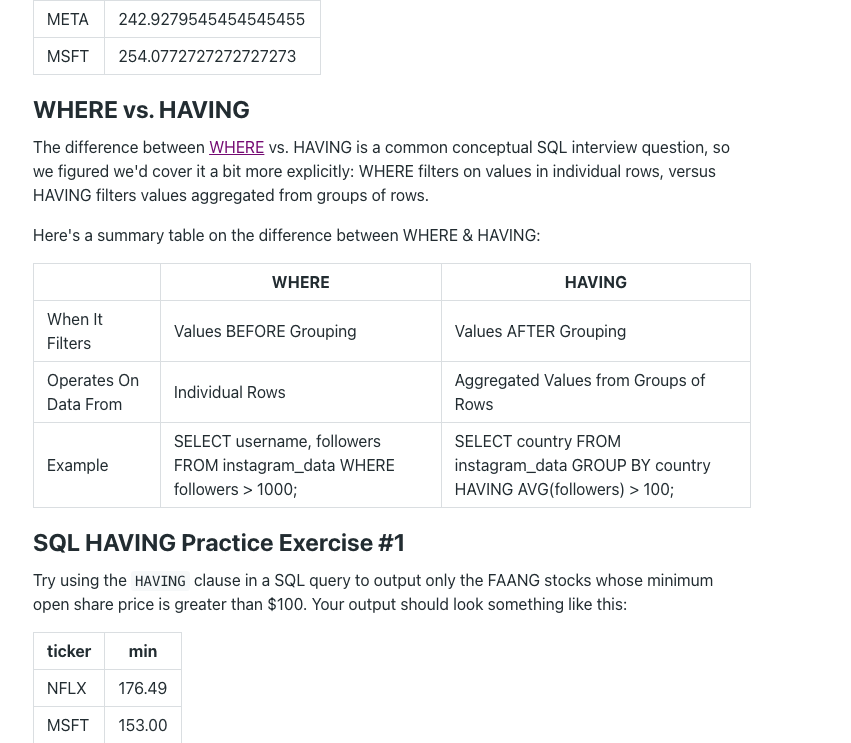 META 242.9279545454545455
MSFT 254.0772727272727273
WHERE vs. HAVING
The difference between WHERE vs. HAVING is a common conceptual SQL interview question, so
we figured we'd cover it a bit more explicitly: WHERE filters on values in individual rows, versus
HAVING filters values aggregated from groups of rows.
Here's a summary table on the difference between WHERE & HAVING:
WHERE HAVING
When It
Filters
Values BEFORE Grouping
Values AFTER Grouping
Operates On
Data From
Individual Rows
Aggregated Values from Groups of
Rows
Example
SELECT username, followers
FROM instagram_data WHERE
followers > 1000;
SELECT country FROM
instagram_data GROUP BY country
HAVING AVG(followers) > 100;
SQL HAVING Practice Exercise #1
Try using the HAVING clause in a SQL query to output only the FAANG stocks whose minimum
open share price is greater than $100. Your output should look something like this:
ticker min
NFLX 176.49
MSFT 153.00